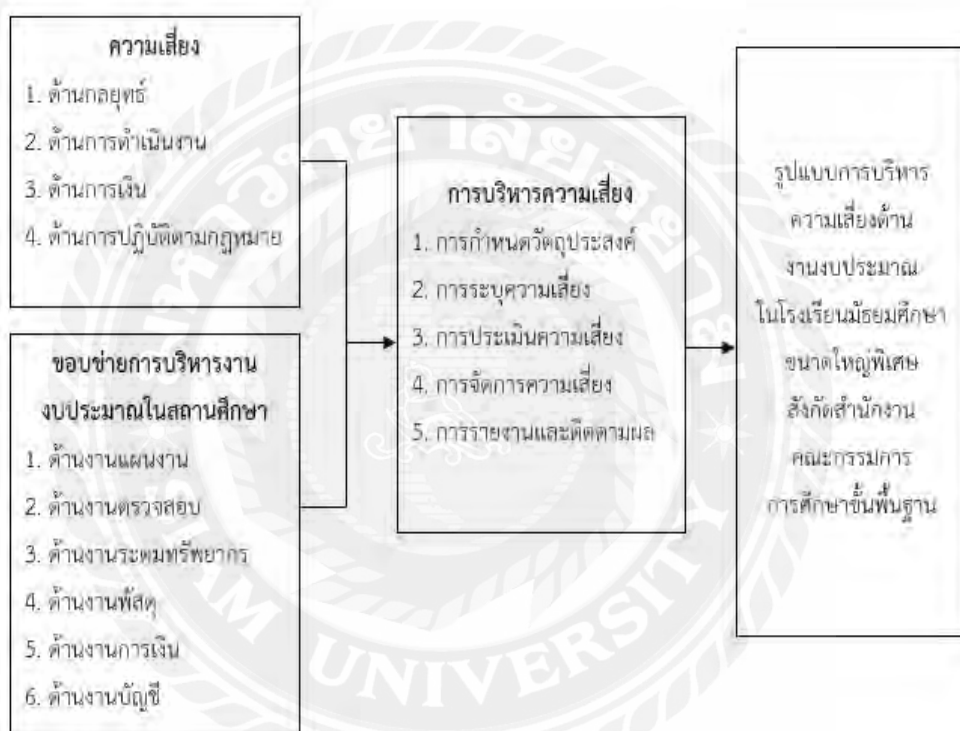 ความเสี่ยง
1. ด้านกลยุทธ์
2. ด้านการดำเนินงาน
3. ด้านการเงิน
4. ด้านการปฏิบัติตามกฎหมาย
ขอบข่ายการบริหารงาน
งบประมาณในสถานศึกษา
1. ด้านงานแผนงาน
2. ด้านงานตรวจสอบ
3. ด้านงานระดมทรัพยากร
4. ด้านงานพัสดุ
5. ด้านงานการเงิน
6. ด้านงานบัญชี
การบริหารความเสี่ยง
1. การกำหนดวัตถุประสงค์
2. การระบุความเสี่ยง
3. การประเมินความเสี่ยง
4. การจัดการความเสี่ยง
5. การรายงานและติดตามผล
รูปแบบการบริหาร
ความเสี่ยงด้าน
งานงบประมาณ
ในโรงเรียนมัธยมศึกษา
ขนาดใหญ่พิเศษ
สังกัดสำนักงาน
คณะกรรมการ
การศึกษาขั้นพื้นฐาน
มหาวิทยาลัยสยาม
SIAM UNIVERSITY